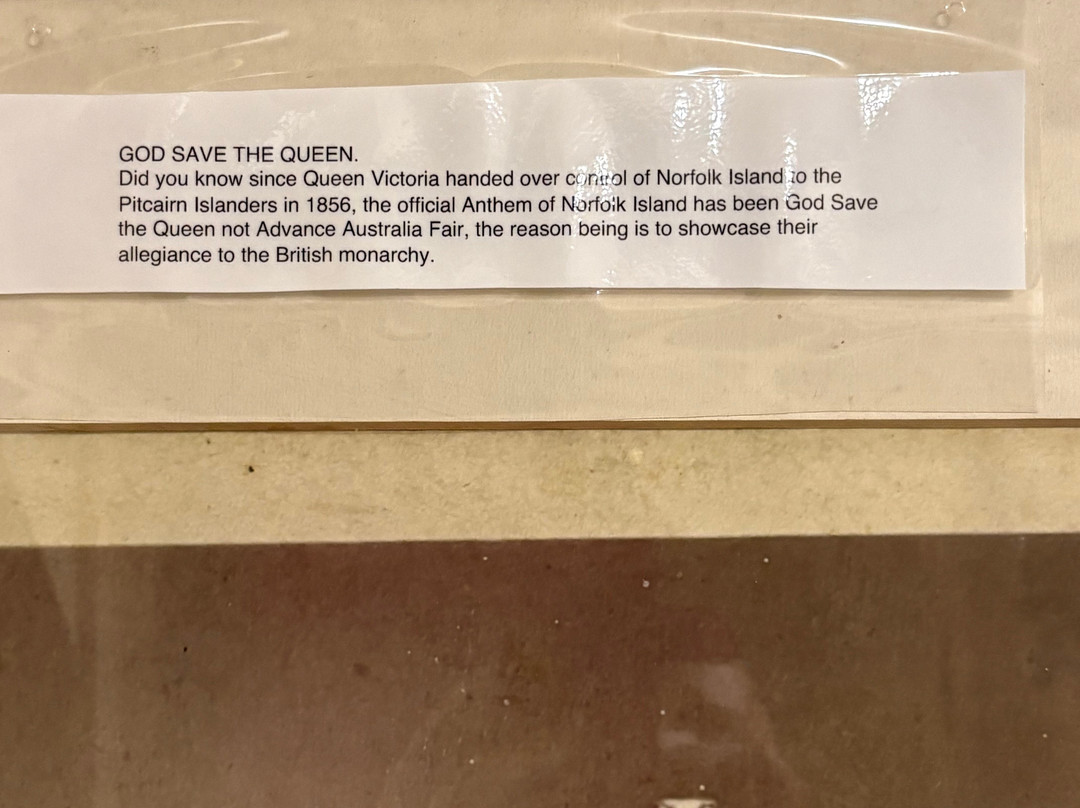 GOD SAVE THE QUEEN.
Did you know since Queen Victoria handed over control of Norfolk Island to the
Pitcairn Islanders in 1856, the official Anthem of Norfolk Island has been God Save
the Queen not Advance Australia Fair, the reason being is to showcase their
allegiance to the British monarchy.